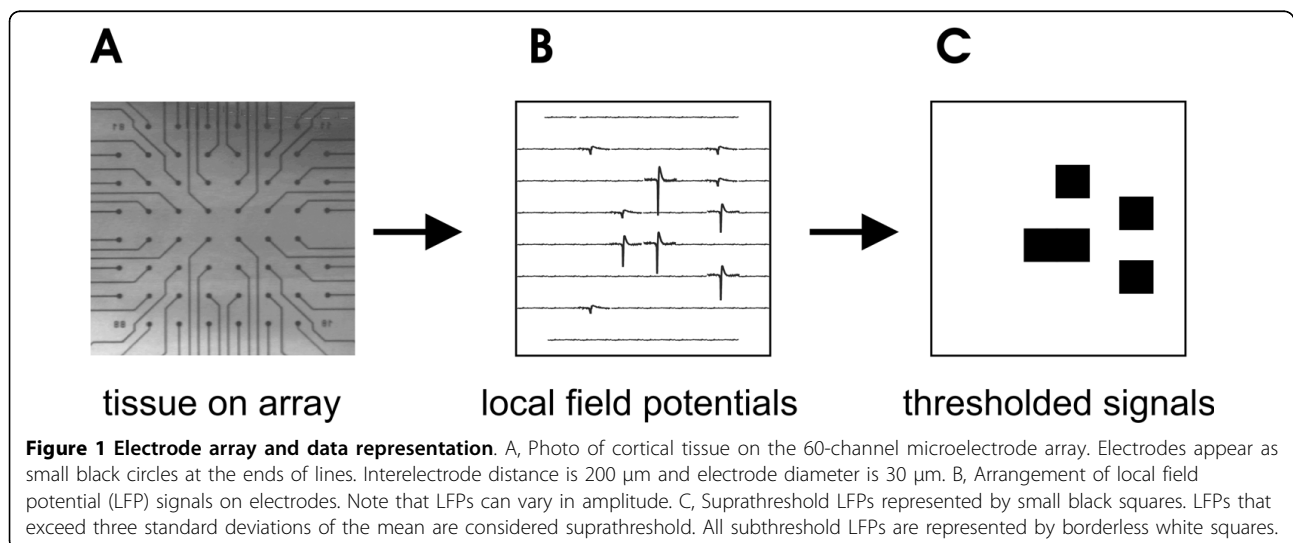 A B C
tissue on array local field potentials thresholded signals
Figure 1 Electrode array and data representation. A, Photo of cortical tissue on the 60-channel microelectrode array. Electrodes appear as
small black circles at the ends of lines. Interelectrode distance is 200 μm and electrode diameter is 30 μm. B, Arrangement of local field
potential (LFP) signals on electrodes. Note that LFPs can vary in amplitude. C, Suprathreshold LFPs represented by small black squares. LFPs that
exceed three standard deviations of the mean are considered suprathreshold. All subthreshold LFPs are represented by borderless white squares.